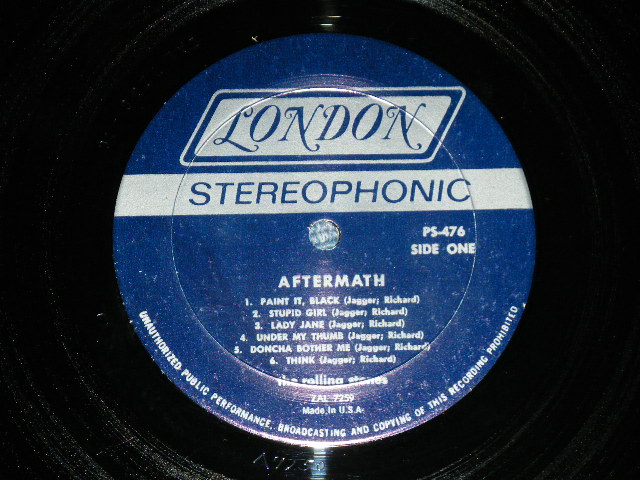 LONDON
STEREOPHONIC
PS-476
SIDE ONE
AFTERMATH
1. PAINT IT, BLACK (Jagger; Richard)
2. STUPID GIRL (Jagger; Richard)
3. LADY JANE (Jagger; Richard)
4. UNDER MY THUMB (Jagger; Richard)
5. DONCHA BOTHER ME (Jagger; Richard)
6. THINK (Jagger; Richard)
the rolling stones
ZAL 7259
Made in U.S.A.
UNAUTHORIZED PUBLIC PERFORMANCE, BROADCASTING AND COPYING OF THIS RECORDING PROHIBITED